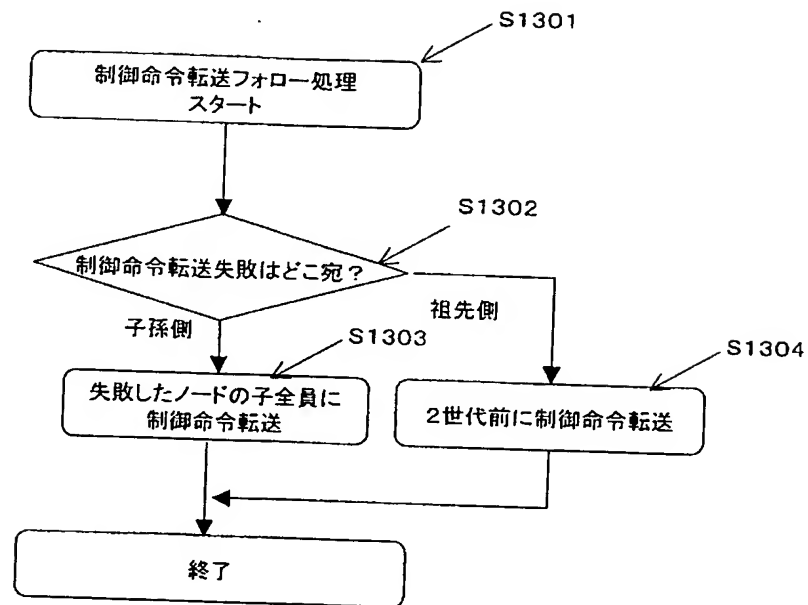 S1301
制御命令転送フォロー処理
スタート
S1302
制御命令転送失敗はどこ宛？
子孫側
祖先側
S1303
S1304
失敗したノードの子全員に
制御命令転送
2世代前に制御命令転送
終了